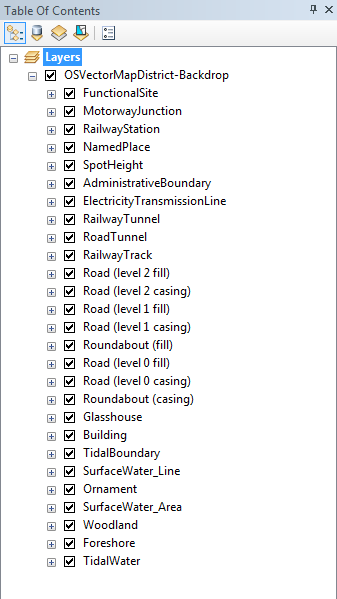 Table Of Contents
Layers
OSVectorMapDistrict-Backdrop
FunctionalSite
MotorwayJunction
RailwayStation
NamedPlace
SpotHeight
AdministrativeBoundary
ElectricityTransmissionLine
RailwayTunnel
RoadTunnel
RailwayTrack
Road (level 2 fill)
Road (level 2 casing)
Road (level 1 fill)
Road (level 1 casing)
Roundabout (fill)
Road (level 0 fill)
Road (level 0 casing)
Roundabout (casing)
Glasshouse
Building
TidalBoundary
SurfaceWater_Line
Ornament
SurfaceWater_Area
Woodland
Foreshore
TidalWater